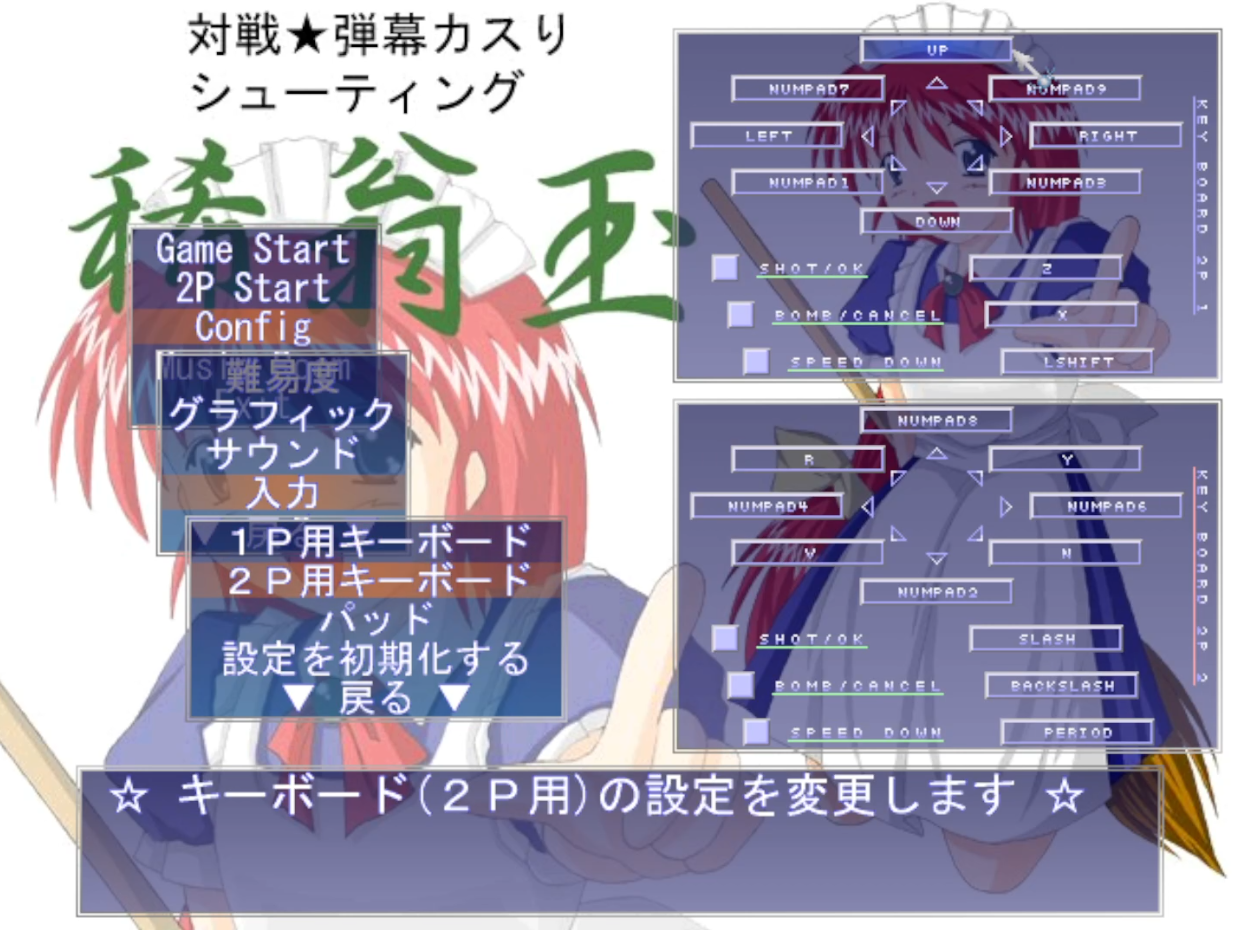 対戦★弾幕カスり
シューティング
稀翁玉
Game Start
2P Start
Config
Music Room
Exit
難易度
グラフィック
サウンド
入力
戻る
1P用キーボード
2P用キーボード
パッド
設定を初期化する
▼ 戻る ▼
UP
NUMPAD7
NUMPAD9
LEFT
RIGHT
NUMPAD1
NUMPAD3
DOWN
SHOT/OK
Z
BOMB/CANCEL
X
SPEED DOWN
LSHIFT
KEY BOARD 2P 1
NUMPAD8
R
Y
NUMPAD4
NUMPAD6
V
N
NUMPAD2
SHOT/OK
SLASH
BOMB/CANCEL
BACKSLASH
SPEED DOWN
PERIOD
KEY BOARD 2P 2
☆ キーボード(2P用)の設定を変更します ☆